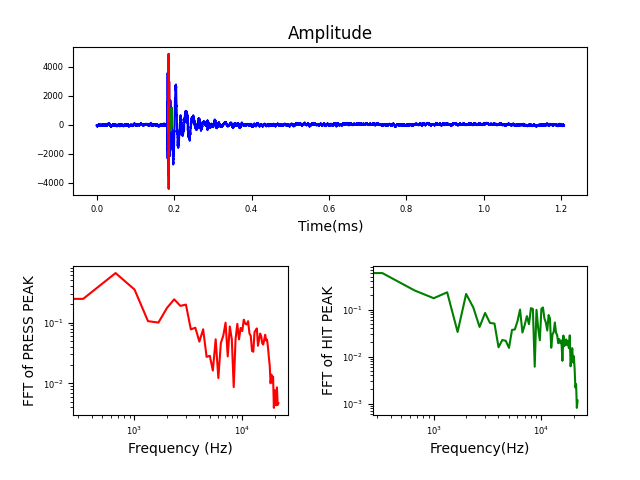 Amplitude
4000
2000
0
−2000
−4000
0.0 0.2 0.4 0.6 0.8 1.0 1.2
Time(ms)
FFT of PRESS PEAK
10⁻¹
10⁻²
10³ 10⁴
Frequency (Hz)
FFT of HIT PEAK
10⁻¹
10⁻²
10⁻³
10³ 10⁴
Frequency(Hz)